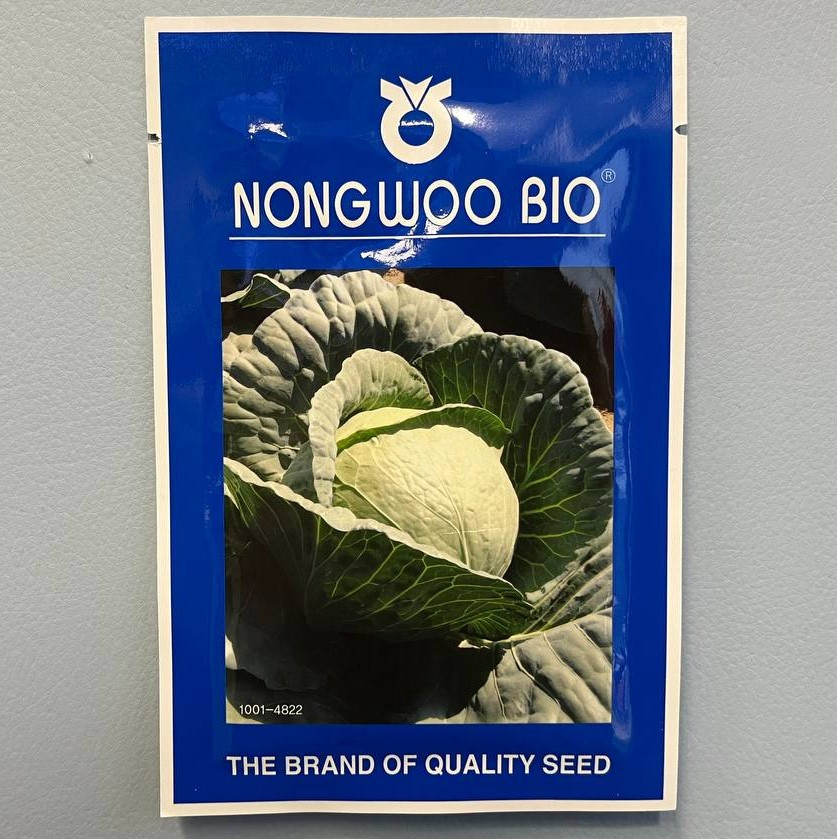 NONGWOO BIO®
1001-4822
THE BRAND OF QUALITY SEED